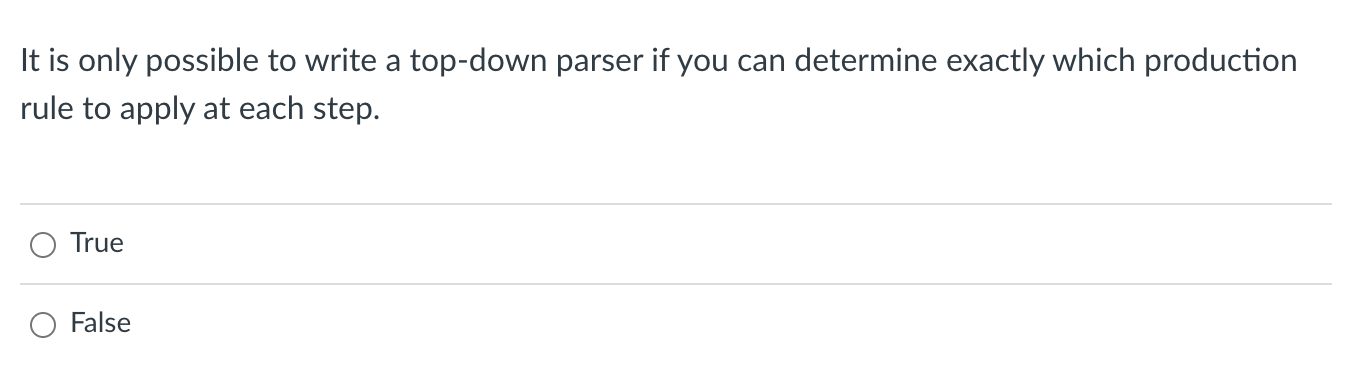 It is only possible to write a top-down parser if you can determine exactly which production
rule to apply at each step.
True
False